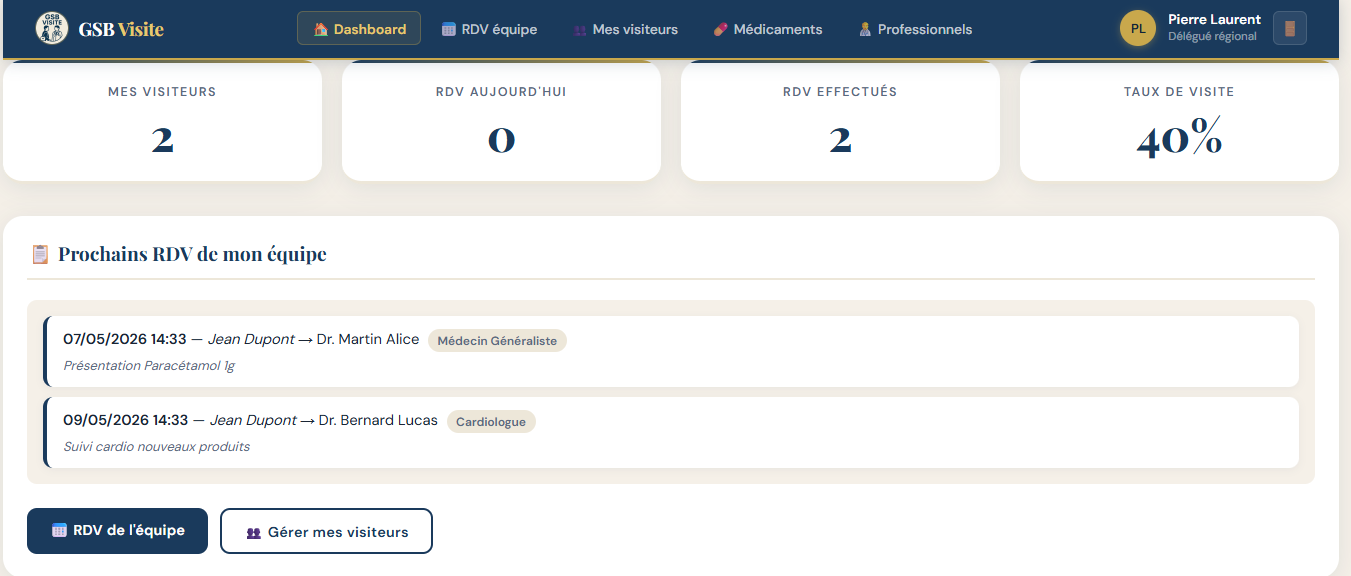 GSB VISITE
GSB Visite
Dashboard
RDV équipe
Mes visiteurs
Médicaments
Professionnels
PL
Pierre Laurent
Délégué régional
MES VISITEURS
2
RDV AUJOURD'HUI
0
RDV EFFECTUÉS
2
TAUX DE VISITE
40%
Prochains RDV de mon équipe
07/05/2026 14:33 — Jean Dupont → Dr. Martin Alice Médecin Généraliste
Présentation Paracétamol 1g
09/05/2026 14:33 — Jean Dupont → Dr. Bernard Lucas Cardiologue
Suivi cardio nouveaux produits
RDV de l'équipe
Gérer mes visiteurs